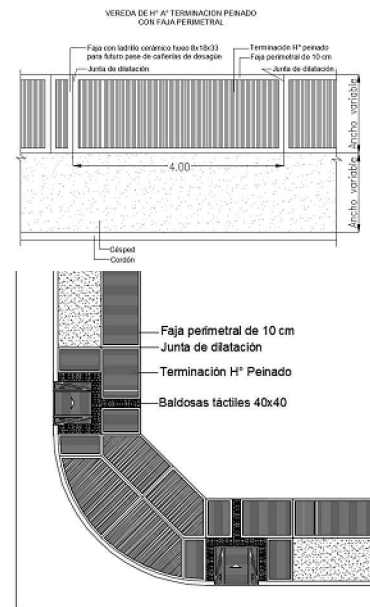 VEREDA DE H° A° TERMINACION PEINADO
CON FAJA PERIMETRAL
Faja con ladrillo cerámico hueo 8x18x33
para futuro pase de cañerías de desagüe
Junta de dilatación
Terminación H° peinado
Faja perimetral de 10 cm
Junta de dilatación
Ancho variable
4.00
Ancho variable
Césped
Cordón
Faja perimetral de 10 cm
Junta de dilatación
Terminación H° Peinado
Baldosas táctiles 40x40